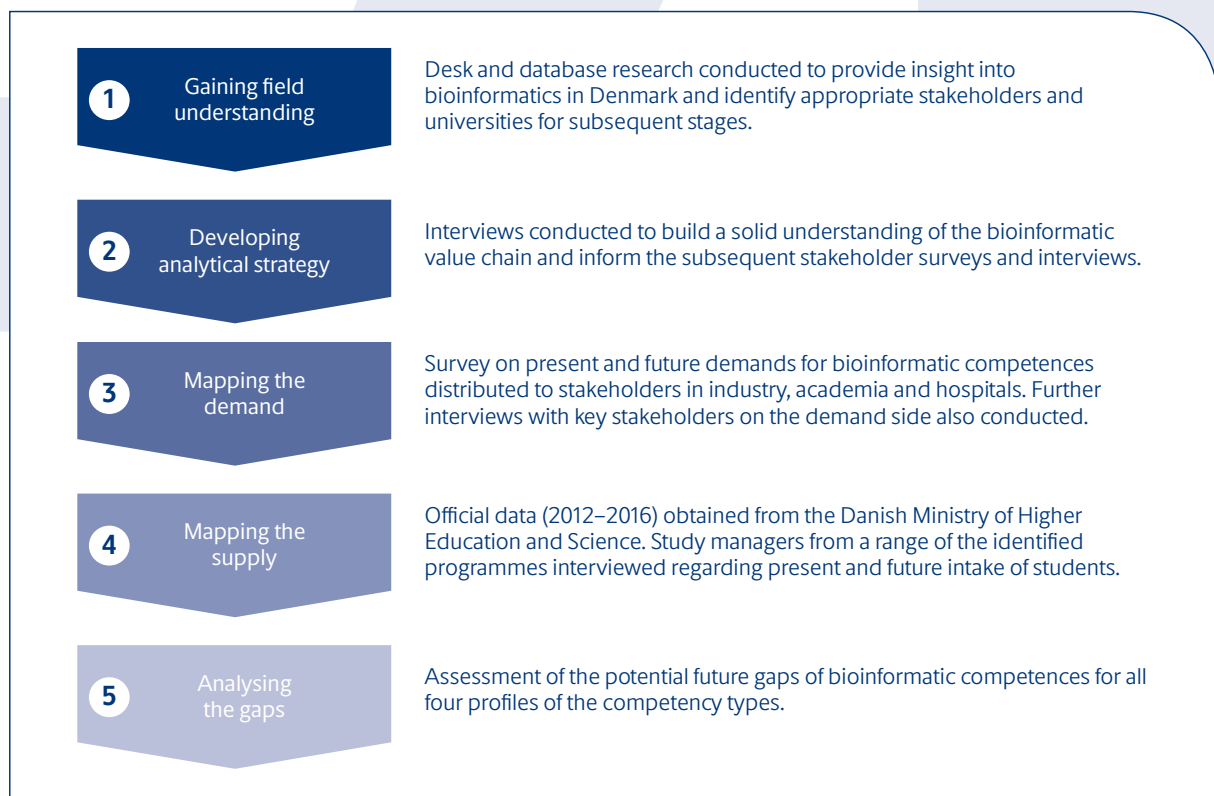 1
Gaining field
understanding
Desk and database research conducted to provide insight into
bioinformatics in Denmark and identify appropriate stakeholders and
universities for subsequent stages.
2
Developing
analytical strategy
Interviews conducted to build a solid understanding of the bioinformatic
value chain and inform the subsequent stakeholder surveys and interviews.
3
Mapping the
demand
Survey on present and future demands for bioinformatic competences
distributed to stakeholders in industry, academia and hospitals. Further
interviews with key stakeholders on the demand side also conducted.
4
Mapping the
supply
Official data (2012–2016) obtained from the Danish Ministry of Higher
Education and Science. Study managers from a range of the identified
programmes interviewed regarding present and future intake of students.
5
Analysing
the gaps
Assessment of the potential future gaps of bioinformatic competences for all
four profiles of the competency types.